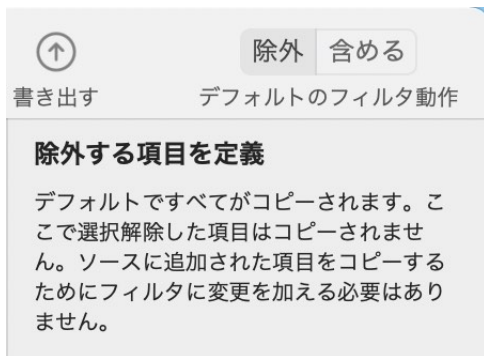 除外 含める
書き出す デフォルトのフィルタ動作
除外する項目を定義
デフォルトですべてがコピーされます。こ
こで選択解除した項目はコピーされませ
ん。ソースに追加された項目をコピーする
ためにフィルタに変更を加える必要はあり
ません。